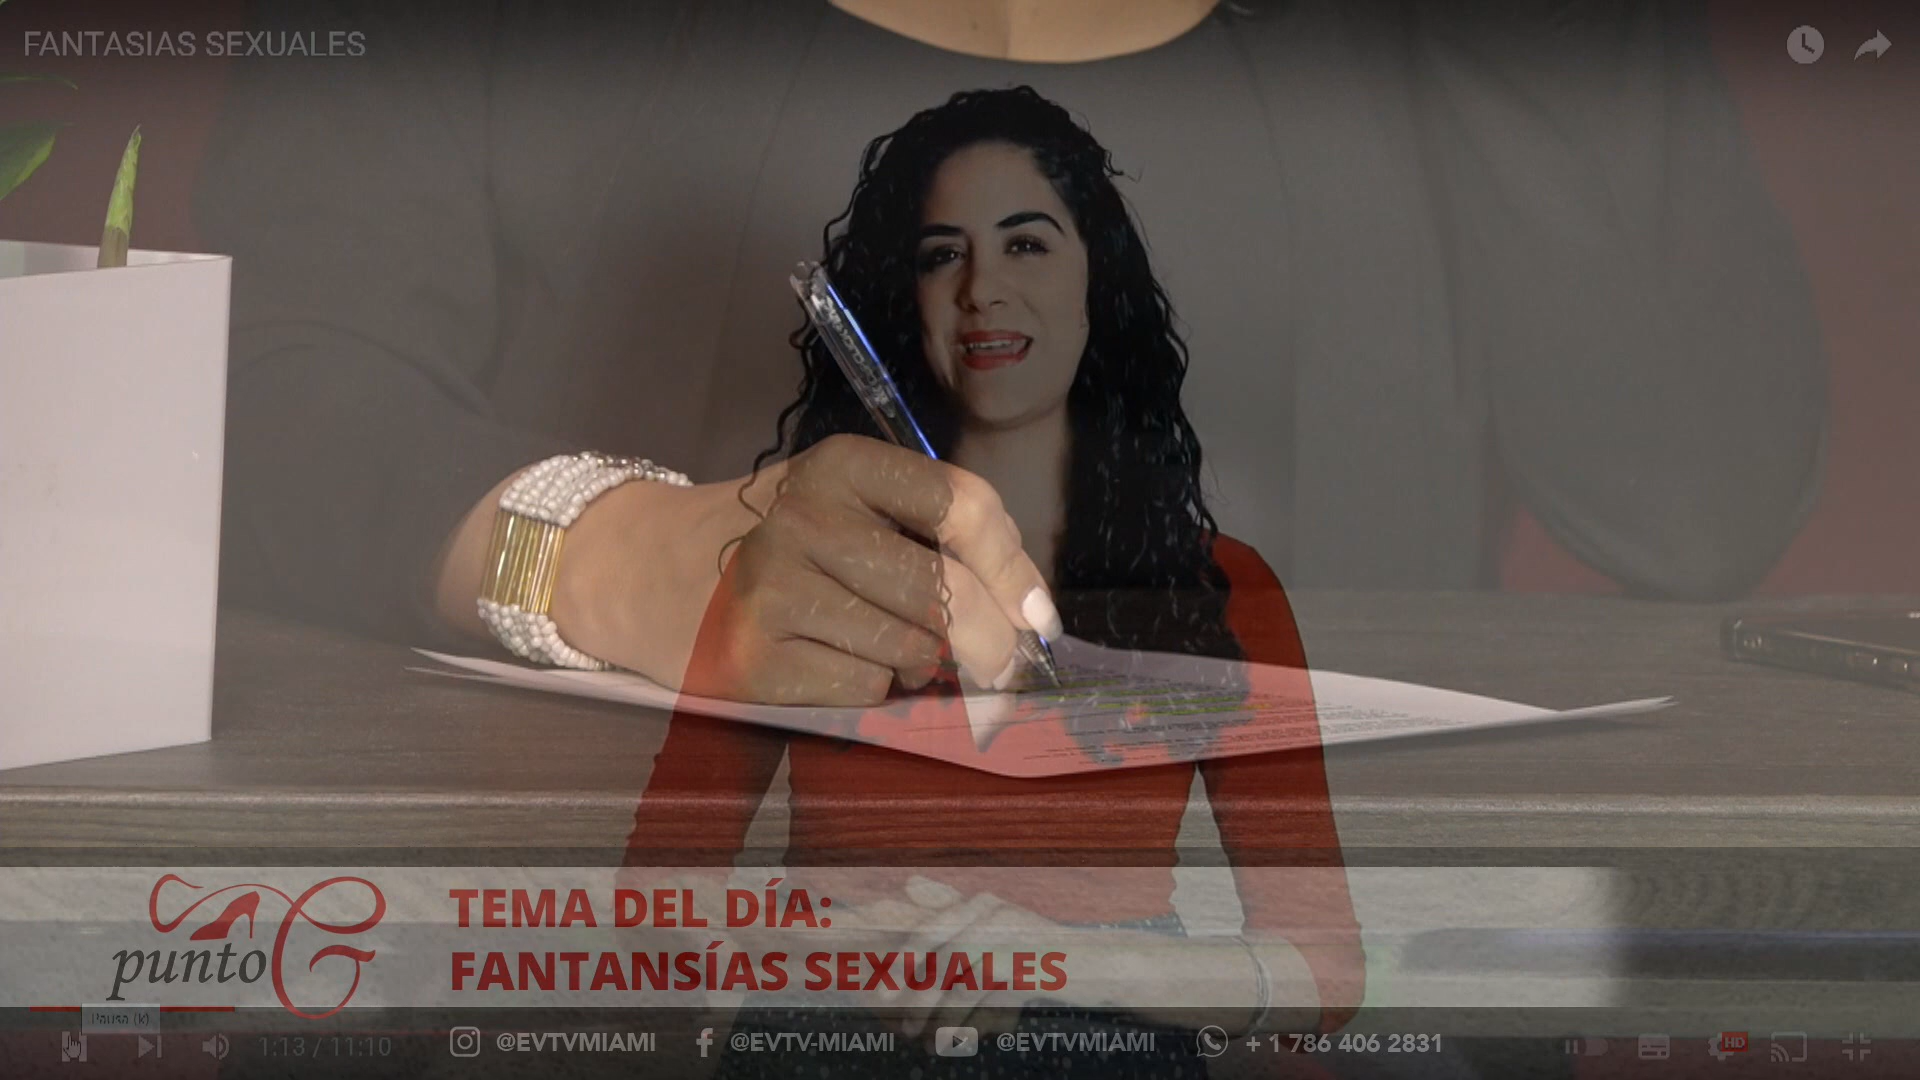 FANTASIAS SEXUALES
TEMA DEL DÍA:
FANTANSÍAS SEXUALES
punto G
Pausa (k)
1:13 / 11:10
@EVTVMIAMI
@EVTV-MIAMI
@EVTVMIAMI
+ 1 786 406 2831
HD